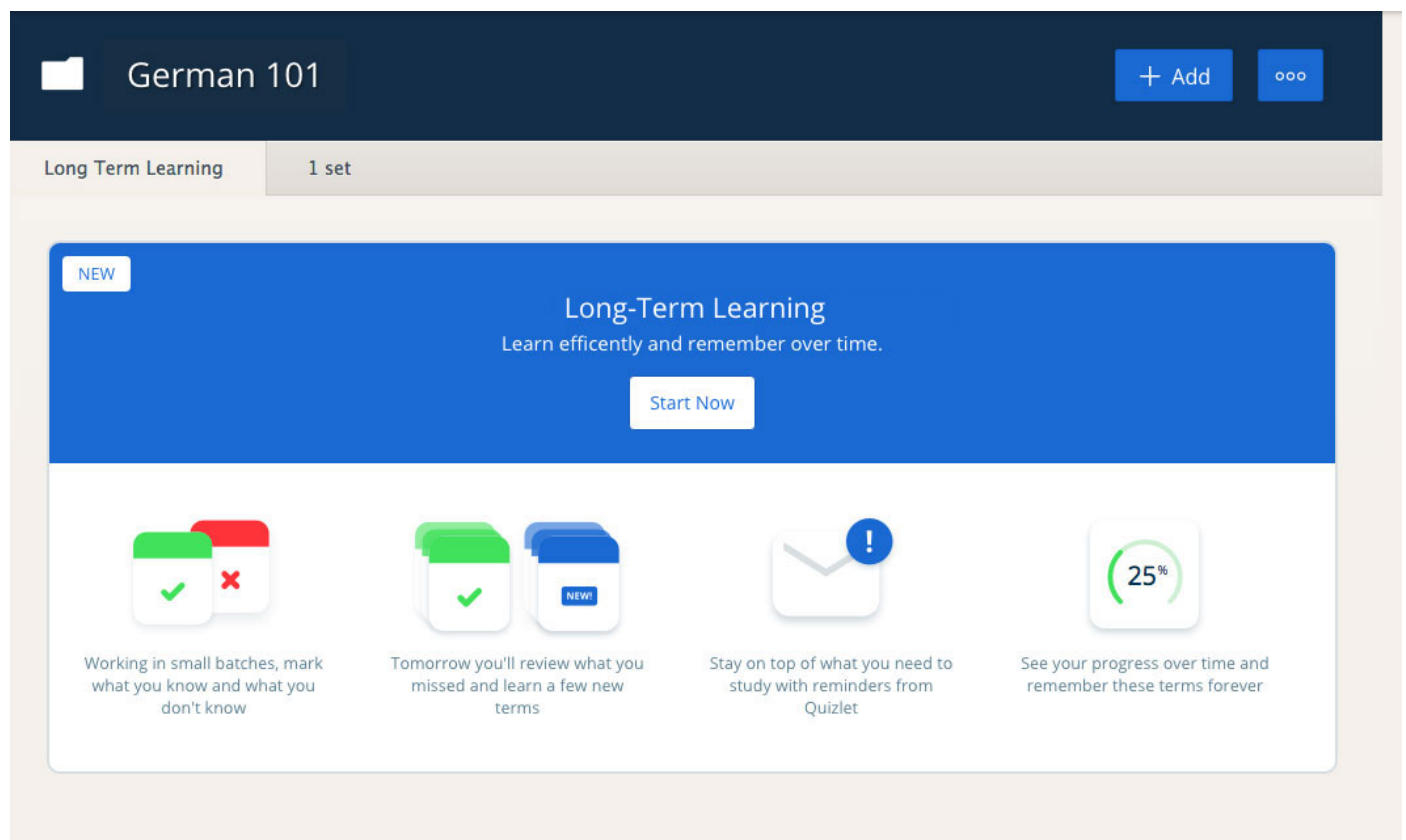 German 101
+ Add
Long Term Learning
1 set
NEW
Long-Term Learning
Learn efficently and remember over time.
Start Now
NEW!
25%
Working in small batches, mark
what you know and what you
don't know
Tomorrow you'll review what you
missed and learn a few new
terms
!
Stay on top of what you need to
study with reminders from
Quizlet
See your progress over time and
remember these terms forever